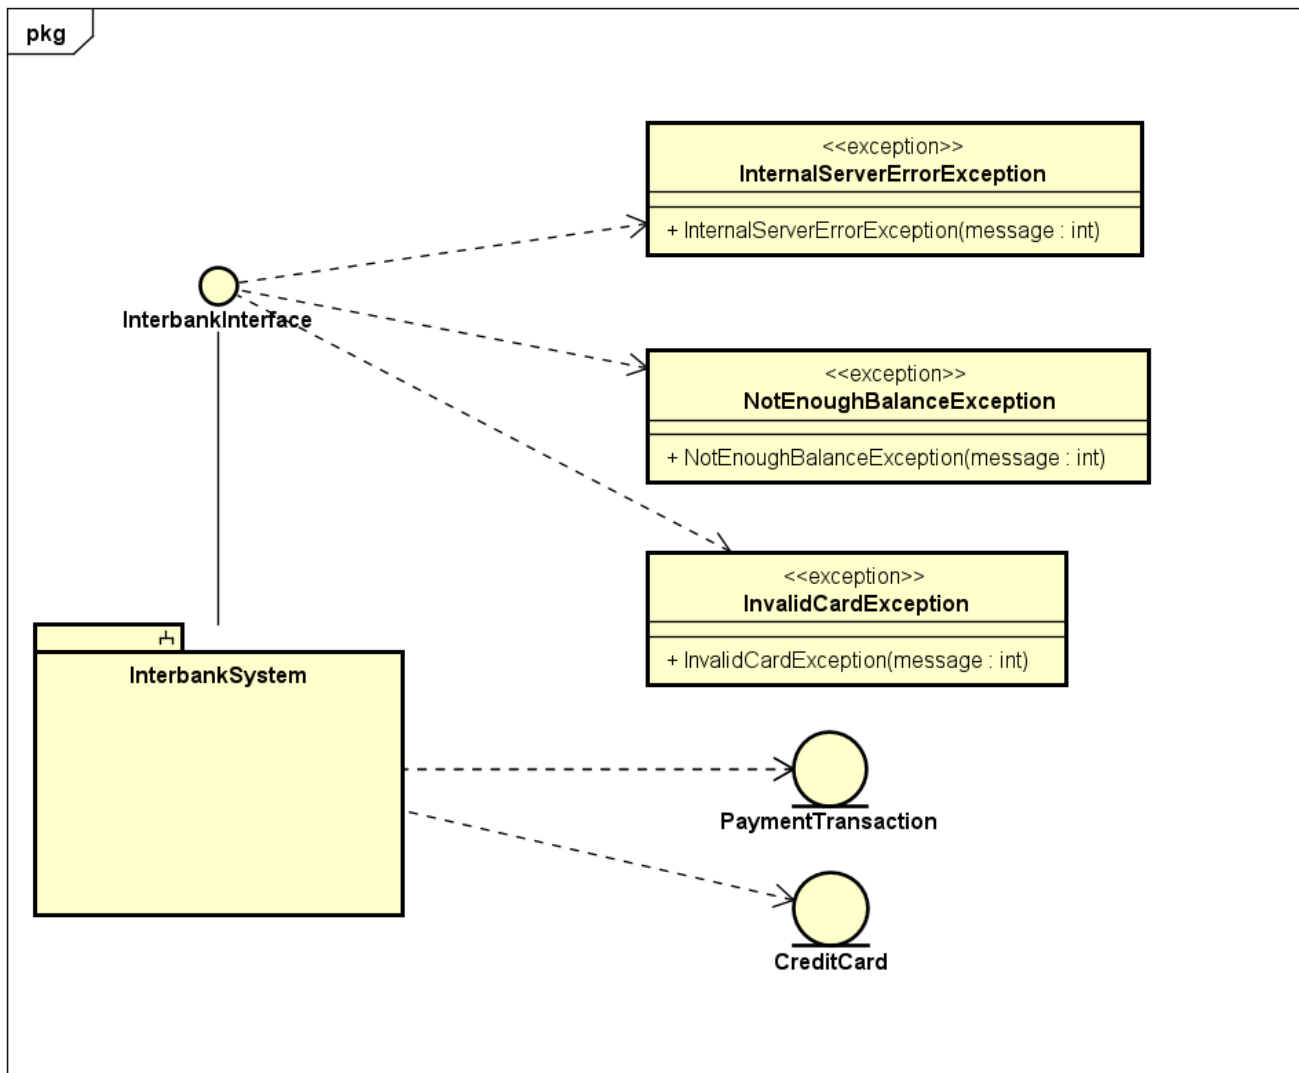 pkg
<<exception>>
InternalServerErrorException
+ InternalServerErrorException(message : int)
InterbankInterface
<<exception>>
NotEnoughBalanceException
+ NotEnoughBalanceException(message : int)
<<exception>>
InvalidCardException
+ InvalidCardException(message : int)
InterbankSystem
PaymentTransaction
CreditCard